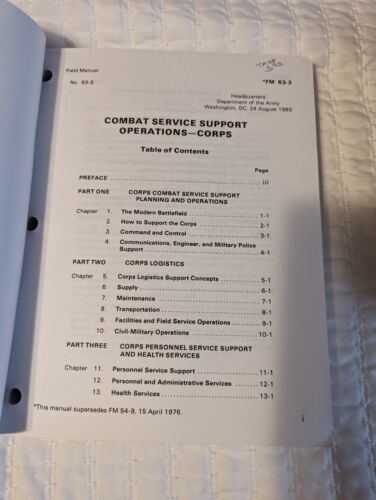 Field Manual
No. 63-3
*FM 63-3
Headquarters
Department of the Army
Washington, DC, 24 August 1983
COMBAT SERVICE SUPPORT
OPERATIONS—CORPS
Table of Contents
Page
PREFACE ........ iii
PART ONE CORPS COMBAT SERVICE SUPPORT
PLANNING AND OPERATIONS
Chapter 1. The Modern Battlefield ........ 1-1
2. How to Support the Corps ........ 2-1
3. Command and Control ........ 3-1
4. Communications, Engineer, and Military Police
Support ........ 4-1
PART TWO CORPS LOGISTICS
Chapter 5. Corps Logistics Support Concepts ........ 5-1
6. Supply ........ 6-1
7. Maintenance ........ 7-1
8. Transportation ........ 8-1
9. Facilities and Field Service Operations ........ 9-1
10. Civil-Military Operations ........ 10-1
PART THREE CORPS PERSONNEL SERVICE SUPPORT
AND HEALTH SERVICES
Chapter 11. Personnel Service Support ........ 11-1
12. Personnel and Administrative Services ........ 12-1
13. Health Services ........ 13-1
*This manual supersedes FM 54-9, 15 April 1976.
i